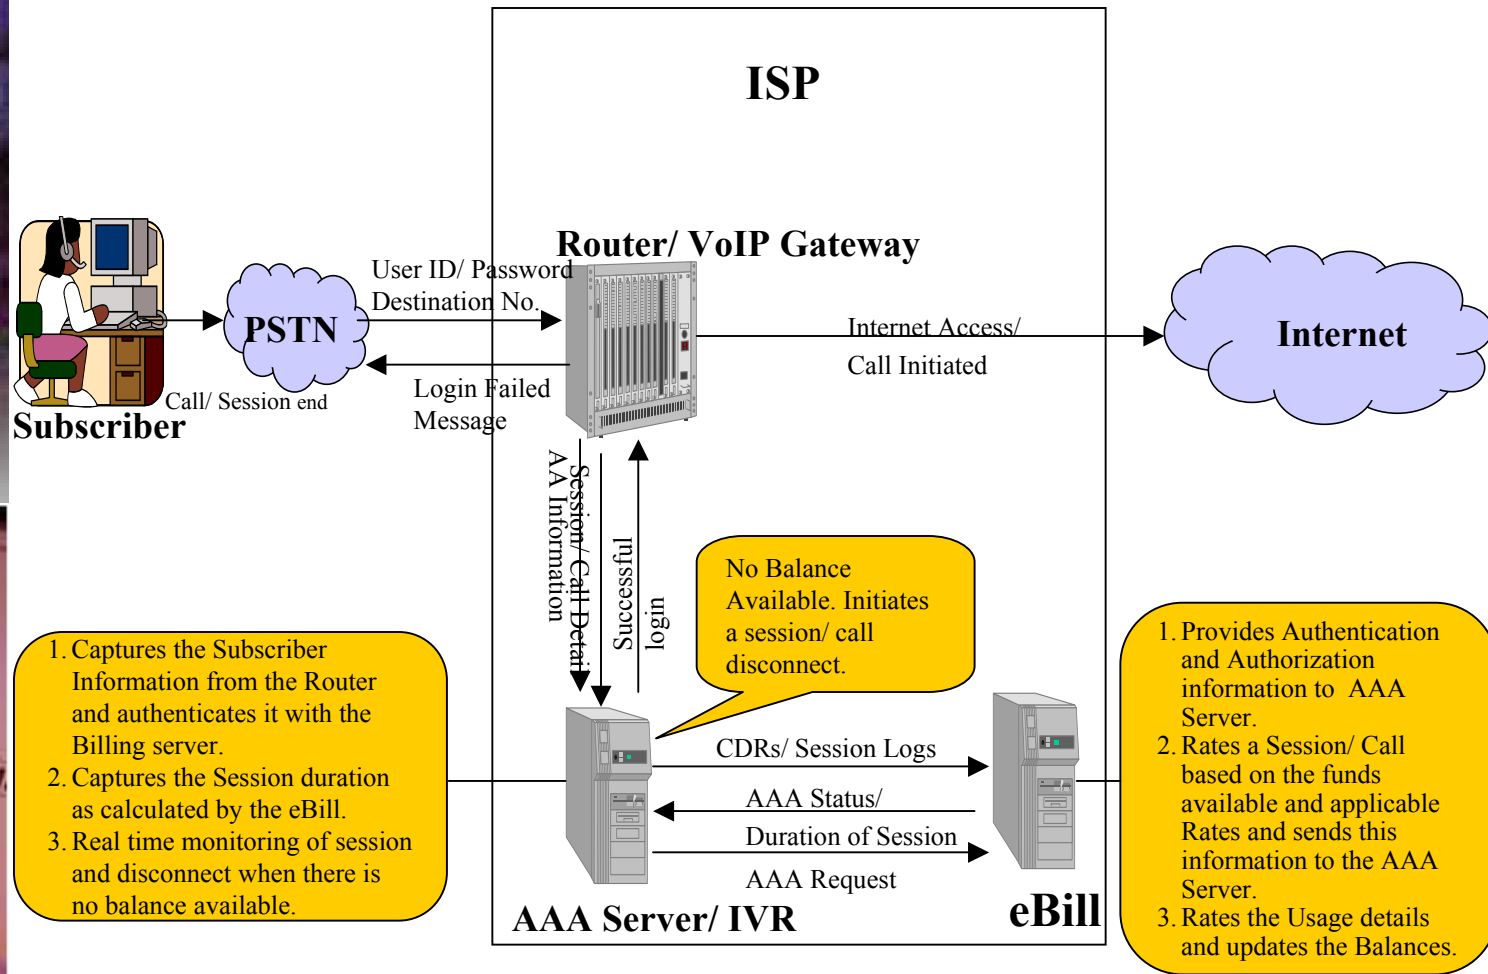 ISP
Router/ VoIP Gateway
User ID/ Password
Destination No.
PSTN
Internet Access/
Call Initiated
Internet
Login Failed
Message
Call/ Session end
Subscriber
Session/ Call Detail
AA Information
Successful
login
No Balance
Available. Initiates
a session/ call
disconnect.
1. Captures the Subscriber
Information from the Router
and authenticates it with the
Billing server.
2. Captures the Session duration
as calculated by the eBill.
3. Real time monitoring of session
and disconnect when there is
no balance available.
CDRs/ Session Logs
AAA Status/
Duration of Session
AAA Request
AAA Server/ IVR
eBill
1. Provides Authentication
and Authorization
information to AAA
Server.
2. Rates a Session/ Call
based on the funds
available and applicable
Rates and sends this
information to the AAA
Server.
3. Rates the Usage details
and updates the Balances.